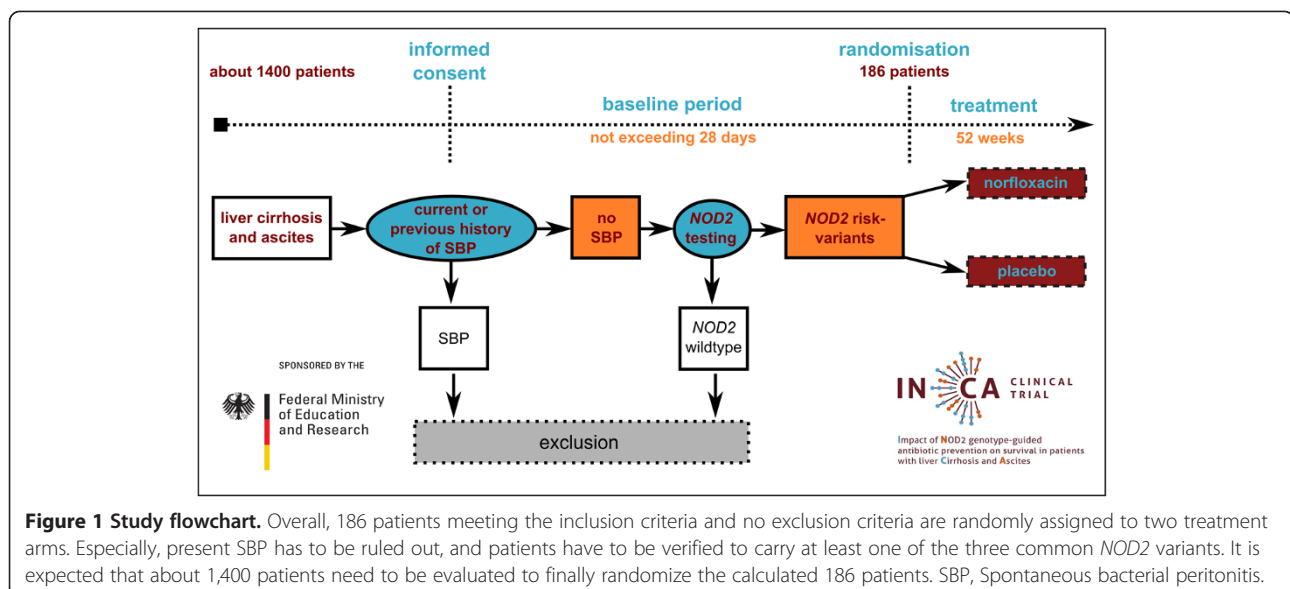 informed
consent
about 1400 patients
randomisation
186 patients
baseline period
not exceeding 28 days
treatment
52 weeks
liver cirrhosis
and ascites
current or
previous history
of SBP
no
SBP
NOD2
testing
NOD2 risk-
variants
norfloxacin
placebo
SBP
NOD2
wildtype
exclusion
SPONSORED BY THE
Federal Ministry
of Education
and Research
IN CA CLINICAL
TRIAL
Impact of NOD2 genotype-guided
antibiotic prevention on survival in patients
with liver Cirrhosis and Ascites
Figure 1 Study flowchart. Overall, 186 patients meeting the inclusion criteria and no exclusion criteria are randomly assigned to two treatment
arms. Especially, present SBP has to be ruled out, and patients have to be verified to carry at least one of the three common NOD2 variants. It is
expected that about 1,400 patients need to be evaluated to finally randomize the calculated 186 patients. SBP, Spontaneous bacterial peritonitis.